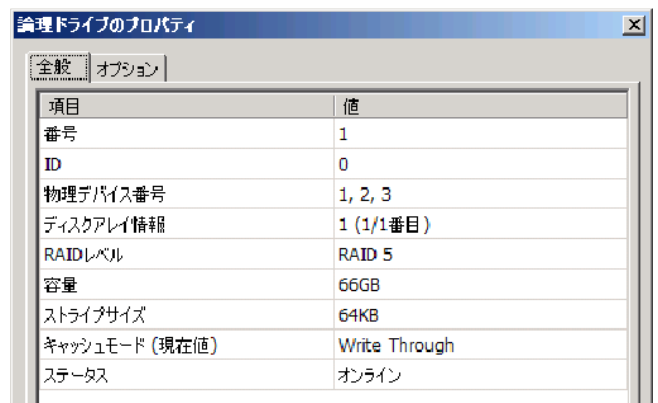 論理ドライブのプロパティ
全般 オプション
項目 値
番号 1
ID 0
物理デバイス番号 1, 2, 3
ディスクアレイ情報 1 (1/1番目)
RAIDレベル RAID 5
容量 66GB
ストライプサイズ 64KB
キャッシュモード (現在値) Write Through
ステータス オンライン